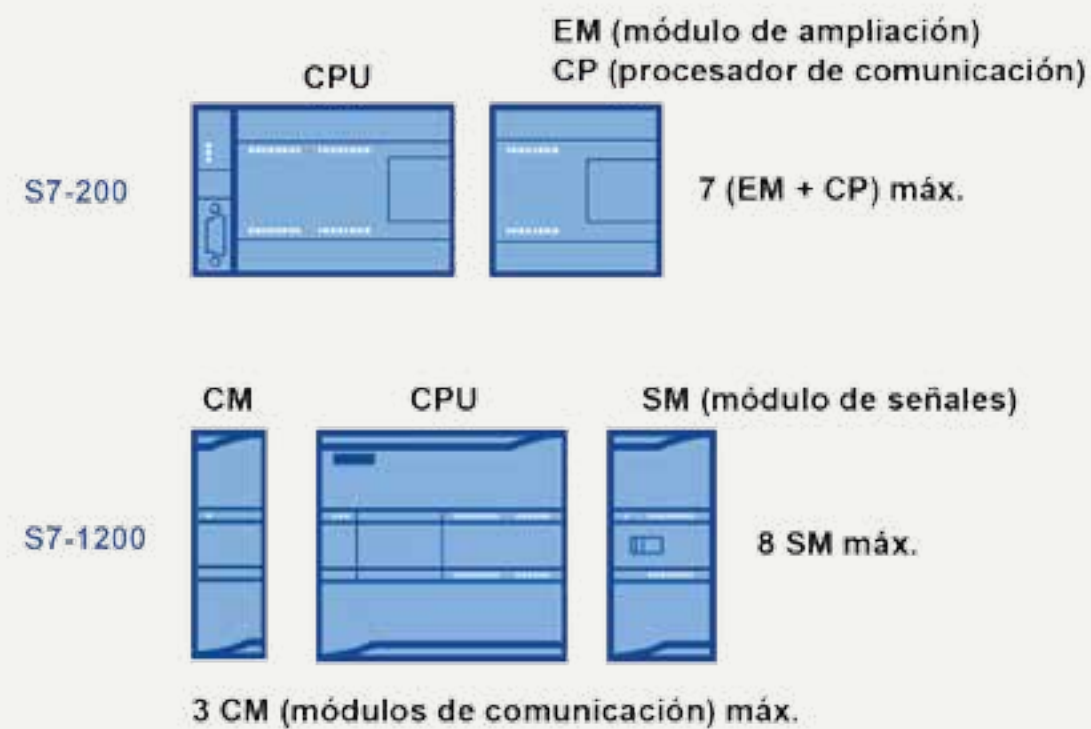 EM (módulo de ampliación)
CPU
CP (procesador de comunicación)
S7-200
7 (EM + CP) máx.
CM
CPU
SM (módulo de señales)
S7-1200
8 SM máx.
3 CM (módulos de comunicación) máx.